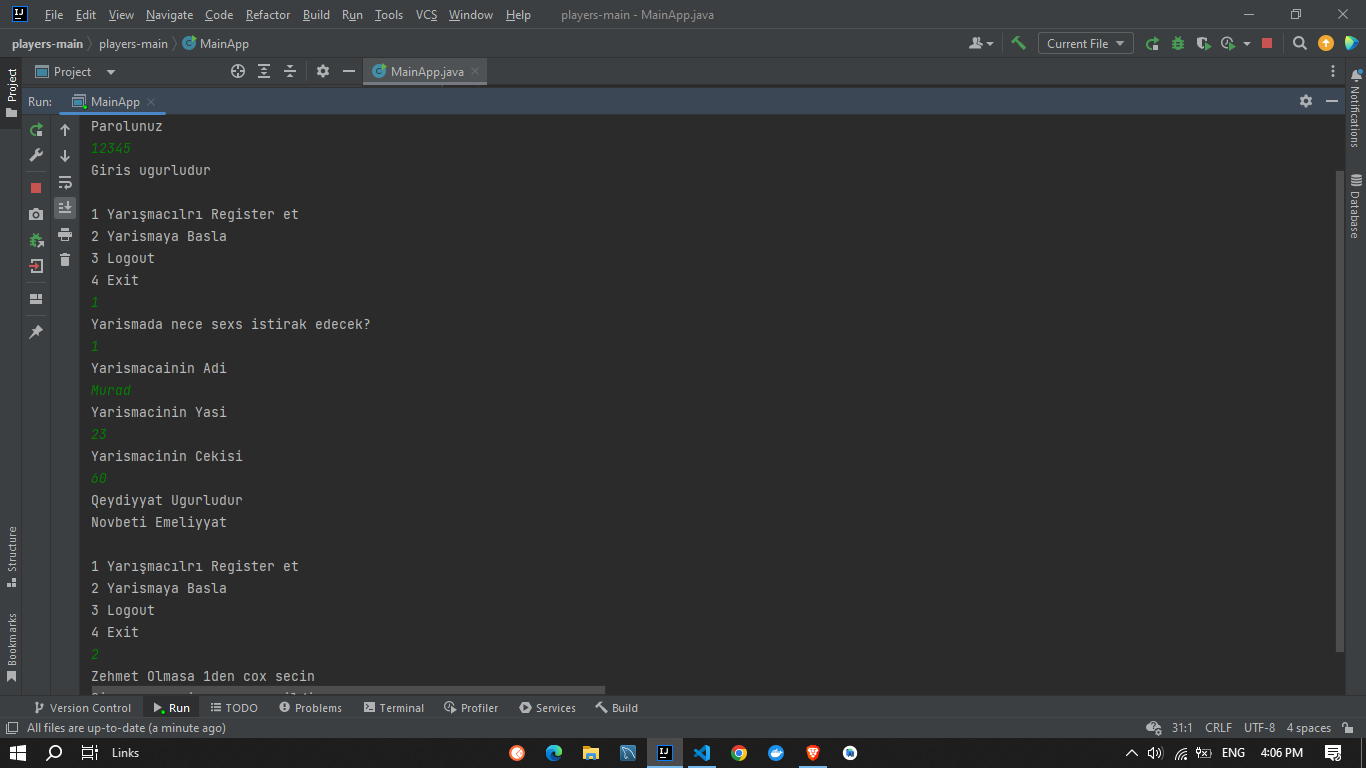 File Edit View Navigate Code Refactor Build Run Tools VCS Window Help players-main - MainApp.java
players-main players-main MainApp Current File
Project MainApp.java
Run: MainApp
Project
Structure
Bookmarks
Notifications
Database
Parolunuz
12345
Giris ugurludur
1 Yarışmacılrı Register et
2 Yarismaya Basla
3 Logout
4 Exit
1
Yarismada nece sexs istirak edecek?
1
Yarismacainin Adi
Murad
Yarismacinin Yasi
23
Yarismacinin Cekisi
60
Qeydiyyat Ugurludur
Novbeti Emeliyyat
1 Yarışmacılrı Register et
2 Yarismaya Basla
3 Logout
4 Exit
2
Zehmet Olmasa 1den cox secin
Version Control Run TODO Problems Terminal Profiler Services Build
All files are up-to-date (a minute ago) 31:1 CRLF UTF-8 4 spaces
Links ENG 4:06 PM